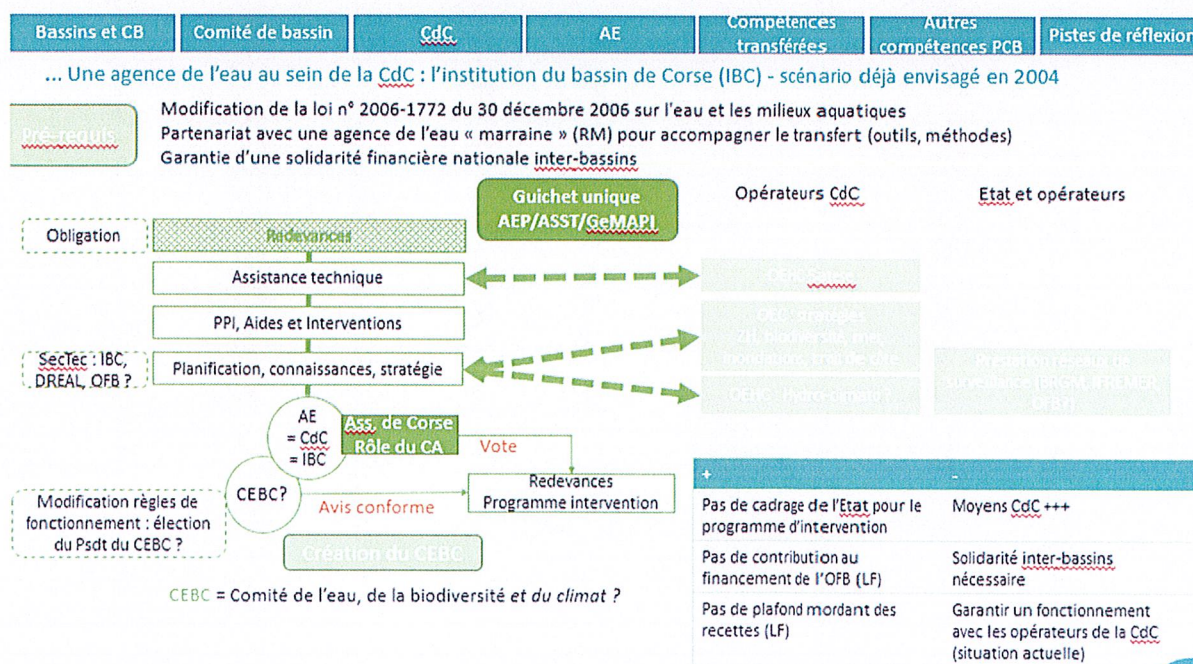 Bassins et CB
Comité de bassin
CdC
AE
Compétences
transférées
Autres
compétences PCB
Pistes de réflexion
... Une agence de l'eau au sein de la CdC : l'institution du bassin de Corse (IBC) - scénario déjà envisagé en 2004
Pré-requis
Modification de la loi n° 2006-1772 du 30 décembre 2006 sur l'eau et les milieux aquatiques
Partenariat avec une agence de l'eau « marraine » (RM) pour accompagner le transfert (outils, méthodes)
Garantie d'une solidarité financière nationale inter-bassins
Guichet unique
AEP/ASST/GeMAPI
Opérateurs CdC
Etat et opérateurs
Obligation
Redevances
Assistance technique
PPI, Aides et Interventions
SecTec : IBC,
DREAL, OFB ?
Planification, connaissances, stratégie
AE
= CdC
= IBC
Ass. de Corse
Rôle du CA
Vote
CEBC?
Avis conforme
Redevances
Programme intervention
Modification règles de
fonctionnement : élection
du Psdt du CEBC ?
Création du CEBC
CEBC = Comité de l'eau, de la biodiversité et du climat ?
+
-
Pas de cadrage de l'Etat pour le
programme d'intervention
Moyens CdC +++
Pas de contribution au
financement de l'OFB (LF)
Solidarité inter-bassins
nécessaire
Pas de plafond mordant des
recettes (LF)
Garantir un fonctionnement
avec les opérateurs de la CdC
(situation actuelle)